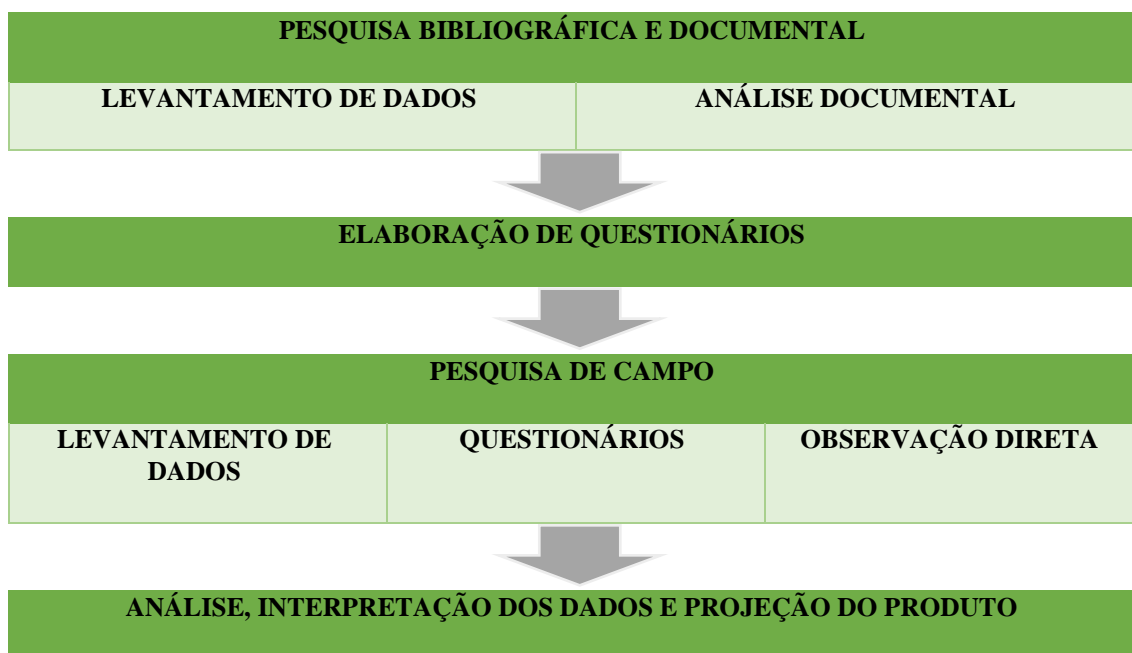 PESQUISA BIBLIOGRÁFICA E DOCUMENTAL
LEVANTAMENTO DE DADOS
ANÁLISE DOCUMENTAL
ELABORAÇÃO DE QUESTIONÁRIOS
PESQUISA DE CAMPO
LEVANTAMENTO DE
DADOS
QUESTIONÁRIOS
OBSERVAÇÃO DIRETA
ANÁLISE, INTERPRETAÇÃO DOS DADOS E PROJEÇÃO DO PRODUTO